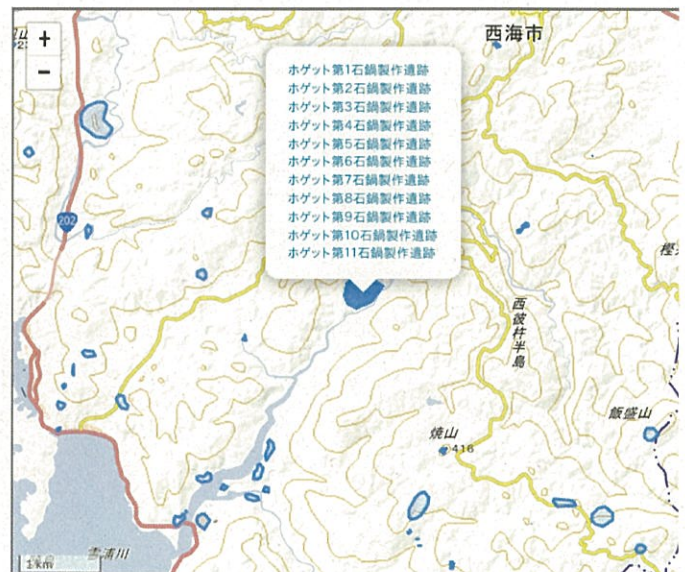 +
西海市
−
ホゲット第1石鍋製作遺跡
ホゲット第2石鍋製作遺跡
ホゲット第3石鍋製作遺跡
ホゲット第4石鍋製作遺跡
ホゲット第5石鍋製作遺跡
ホゲット第6石鍋製作遺跡
ホゲット第7石鍋製作遺跡
ホゲット第8石鍋製作遺跡
ホゲット第9石鍋製作遺跡
ホゲット第10石鍋製作遺跡
ホゲット第11石鍋製作遺跡
202
西彼杵半島
飯盛山
焼山
416
雪浦川
1 km